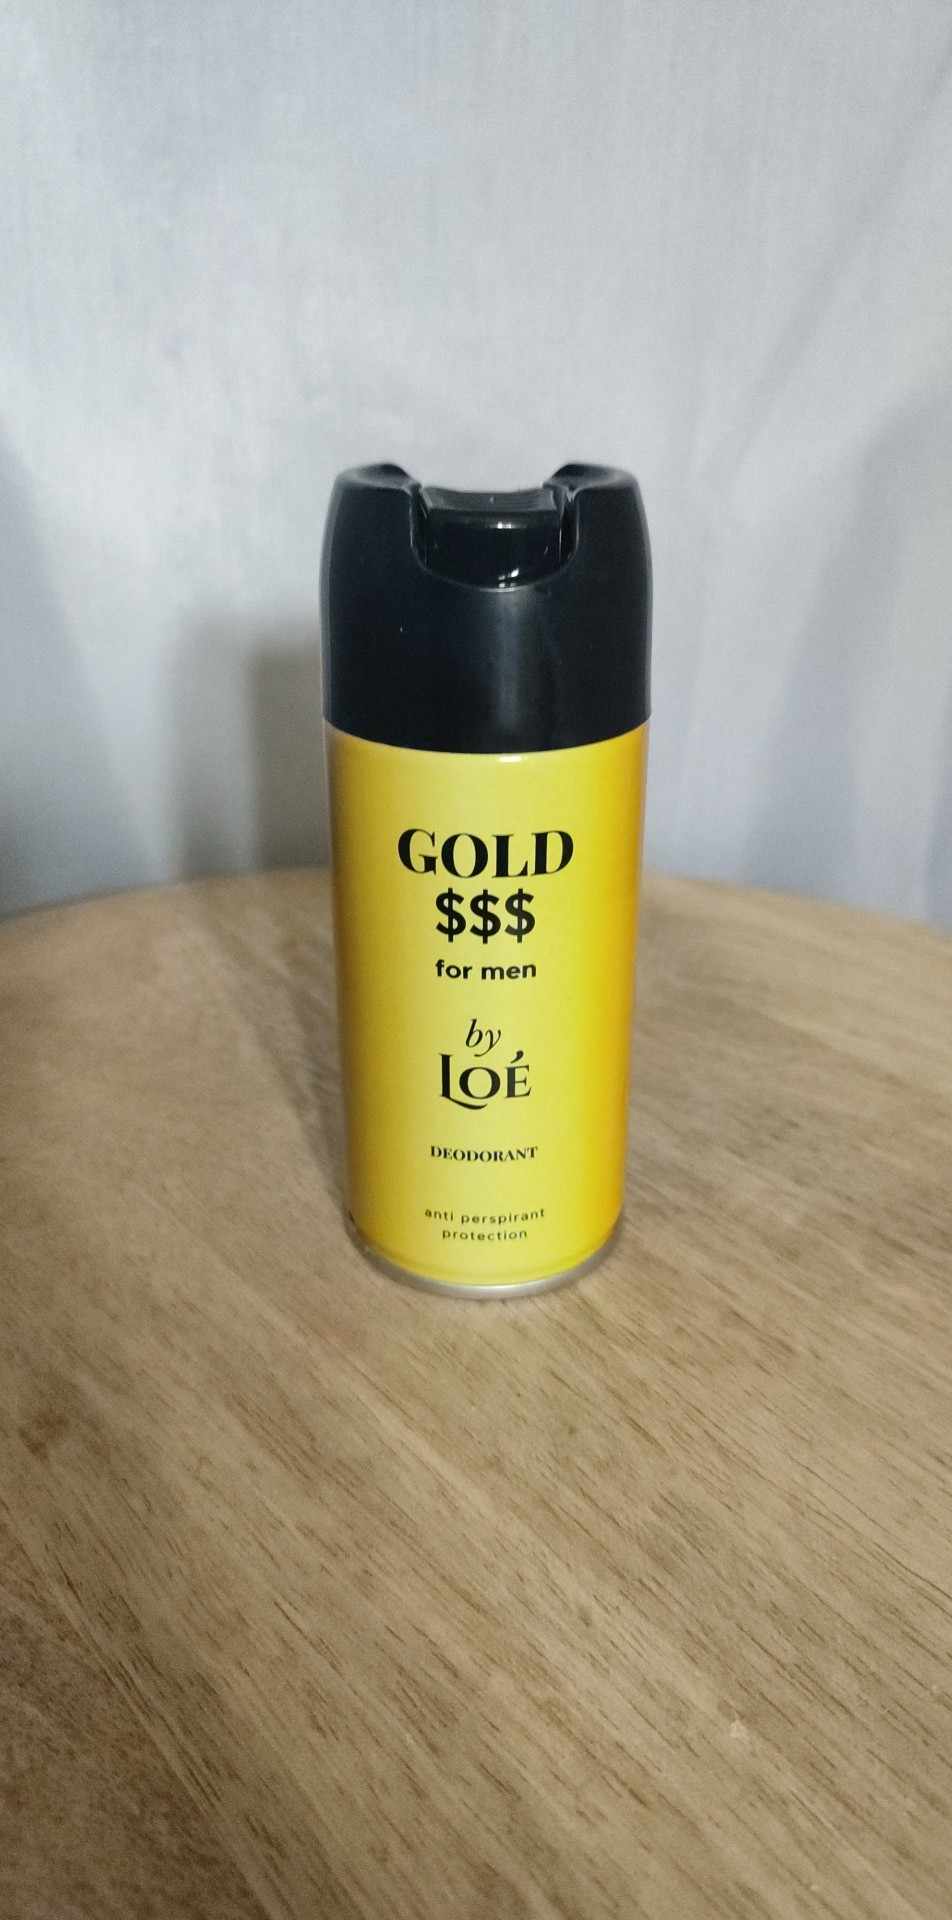 GOLD
$$$
for men
by
LOÉ
DEODORANT
anti perspirant
protection